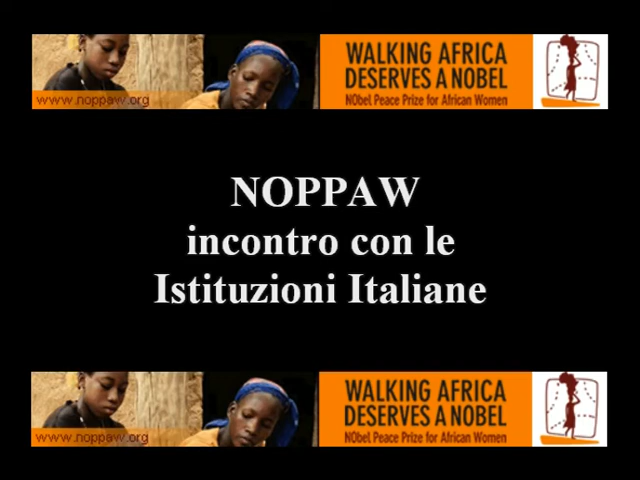 www.noppaw.org
WALKING AFRICA
DESERVES A NOBEL
NObel Peace Prize for African Women
NOPPAW
incontro con le
Istituzioni Italiane
www.noppaw.org
WALKING AFRICA
DESERVES A NOBEL
NObel Peace Prize for African Women